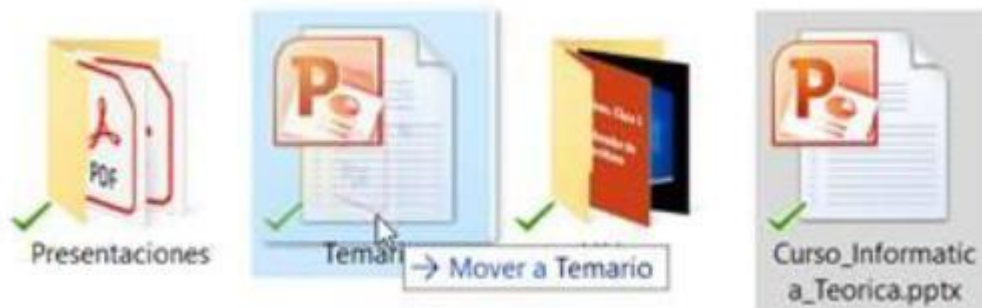 PDF
Presentaciones
Temari
→ Mover a Temario
Curso_Informatic
a_Teorica.pptx